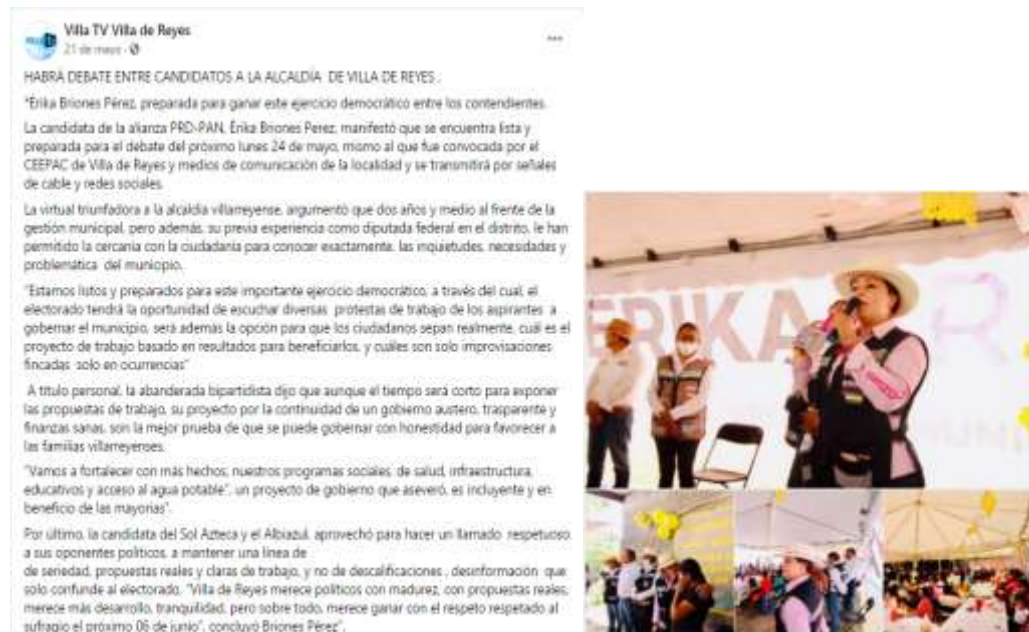 Villa TV Villa de Reyes
21 de mayo ·
HABRÁ DEBATE ENTRE CANDIDATOS A LA ALCALDÍA DE VILLA DE REYES .
*Érika Briones Pérez, preparada para ganar este ejercicio democrático entre los contendientes.
La candidata de la alianza PRD-PAN, Érika Briones Perez, manifestó que se encuentra lista y
preparada para el debate del próximo lunes 24 de mayo, mismo al que fue convocada por el
CEEPAC de Villa de Reyes y medios de comunicación de la localidad y se transmitirá por señales
de cable y redes sociales.
La virtual triunfadora a la alcaldía villarreyense, argumentó que dos años y medio al frente de la
gestión municipal, pero además, su previa experiencia como diputada federal en el distrito, le han
permitido la cercania con la ciudadanía para conocer exactamente, las inquietudes, necesidades y
problemática del municipio.
"Estamos listos y preparados para este importante ejercicio democrático, a través del cual, el
electorado tendrá la oportunidad de escuchar diversas protestas de trabajo de los aspirantes a
gobernar el municipio, será además la opción para que los ciudadanos sepan realmente, cuál es el
proyecto de trabajo basado en resultados para beneficiarlos, y cuáles son solo improvisaciones
fincadas solo en ocurrencias"
A título personal, la abanderada bipartidista dijo que aunque el tiempo será corto para exponer
las propuestas de trabajo, su proyecto por la continuidad de un gobierno austero, trasparente y
finanzas sanas, son la mejor prueba de que se puede gobernar con honestidad para favorecer a
las familias villarreyenses.
"Vamos a fortalecer con más hechos, nuestros programas sociales, de salud, infraestructura,
educativos y acceso al agua potable", un proyecto de gobierno que aseveró, es incluyente y en
beneficio de las mayorías".
Por último, la candidata del Sol Azteca y el Albiazul, aprovechó para hacer un llamado respetuoso
a sus oponentes políticos, a mantener una línea de
de seriedad, propuestas reales y claras de trabajo, y no de descalificaciones , desinformación que
solo confunde al electorado. "Villa de Reyes merece políticos con madurez, con propuestas reales,
merece más desarrollo, tranquilidad, pero sobre todo, merece ganar con el respeto respetado al
sufragio el próximo 06 de junio", concluyó Briones Pérez".
ERIKA